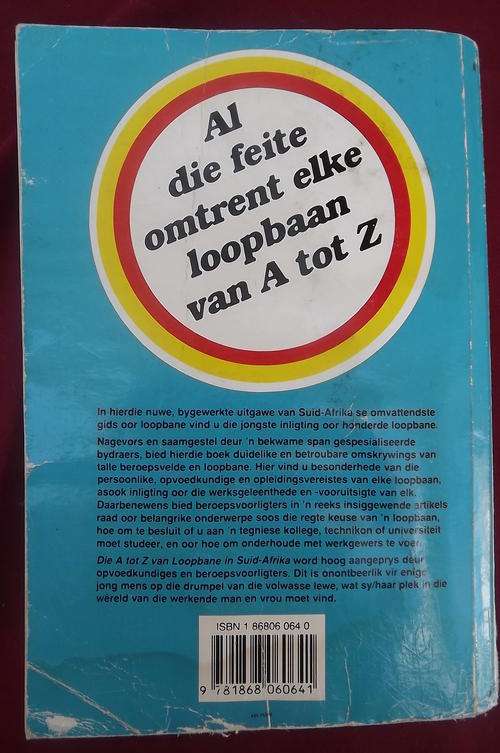 Al
die feite
omtrent elke
loopbaan
van A tot Z
In hierdie nuwe, bygewerkte uitgawe van Suid-Afrika se omvattendste
gids oor loopbane vind u die jongste inligting oor honderde loopbane.
Nagevors en saamgestel deur 'n bekwame span gespesialiseerde
bydraers, bied hierdie boek duidelike en betroubare omskrywings van
talle beroepsvelde en loopbane. Hier vind u besonderhede van die
persoonlike, opvoedkundige en opleidingsvereistes van elke loopbaan,
asook inligting oor die werksgeleenthede en -vooruitsigte van elk.
Daarbenewens bied beroepsvoorligters in 'n reeks insiggewende artikels
raad oor belangrike onderwerpe soos die regte keuse van 'n loopbaan,
hoe om te besluit of u aan 'n tegniese kollege, technikon of universiteit
moet studeer, en oor hoe om onderhoude met werkgewers te voer.
Die A tot Z van Loopbane in Suid-Afrika word hoog aangeprys deur
opvoedkundiges en beroepsvoorligters. Dit is onontbeerlik vir enige
jong mens op die drumpel van die volwasse lewe, wat sy/haar plek in die
wêreld van die werkende man en vrou moet vind.
ISBN 1 86806 064 0
9 781868 060641